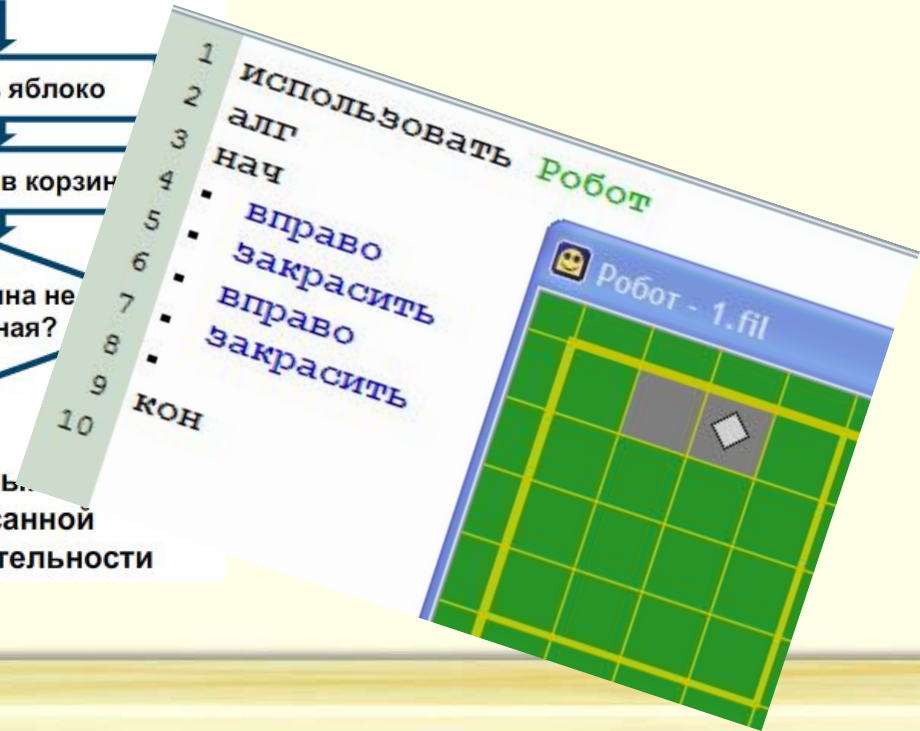 яблоко
в корзин
на не
ная?
санной
тельности
1 использовать Робот
2 алг
3 нач
4 вправо
5 закрасить
6 вправо
7 закрасить
8
9 кон
10
Робот - 1.fil